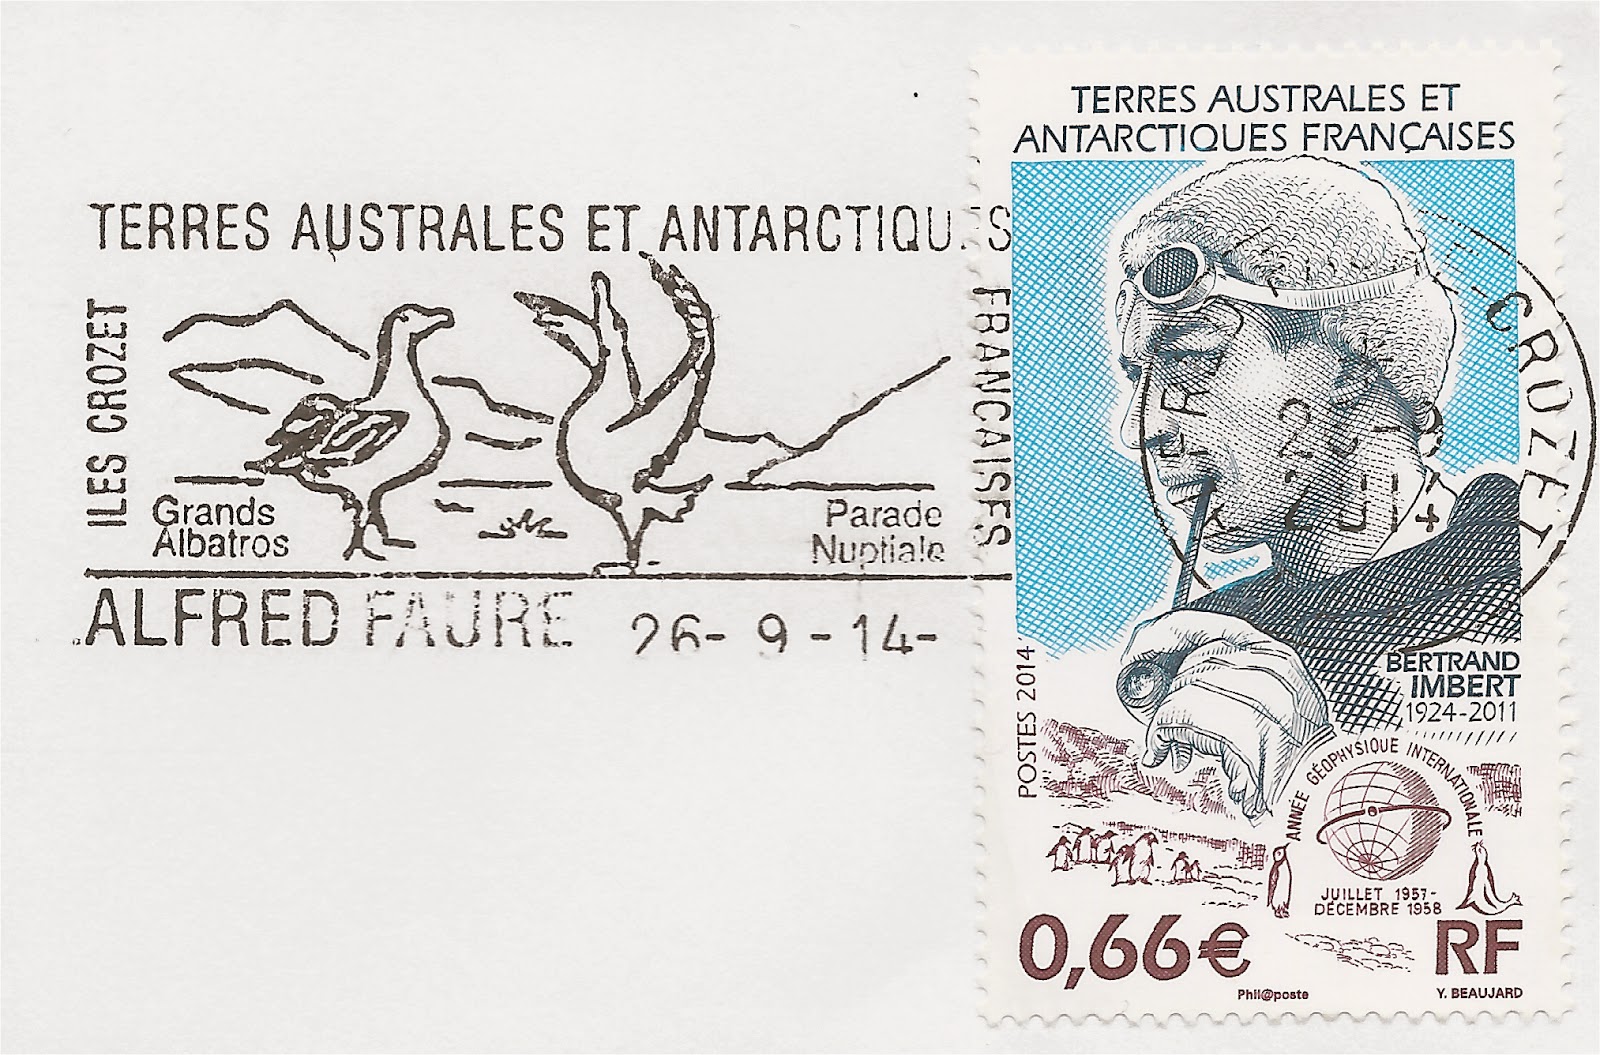 TERRES AUSTRALES ET ANTARCTIQUES
FRANCAISES
ILES CROZET
Grands
Albatros
Parade
Nuptiale
ALFRED FAURE 26-9-14-
TERRES AUSTRALES ET
ANTARCTIQUES FRANÇAISES
CROZET
BERTRAND
IMBERT
1924-2011
POSTES 2014
ANNÉE GÉOPHYSIQUE INTERNATIONALE
JUILLET 1957-
DÉCEMBRE 1958
0,66€ RF
Phil@poste
Y. BEAUJARD